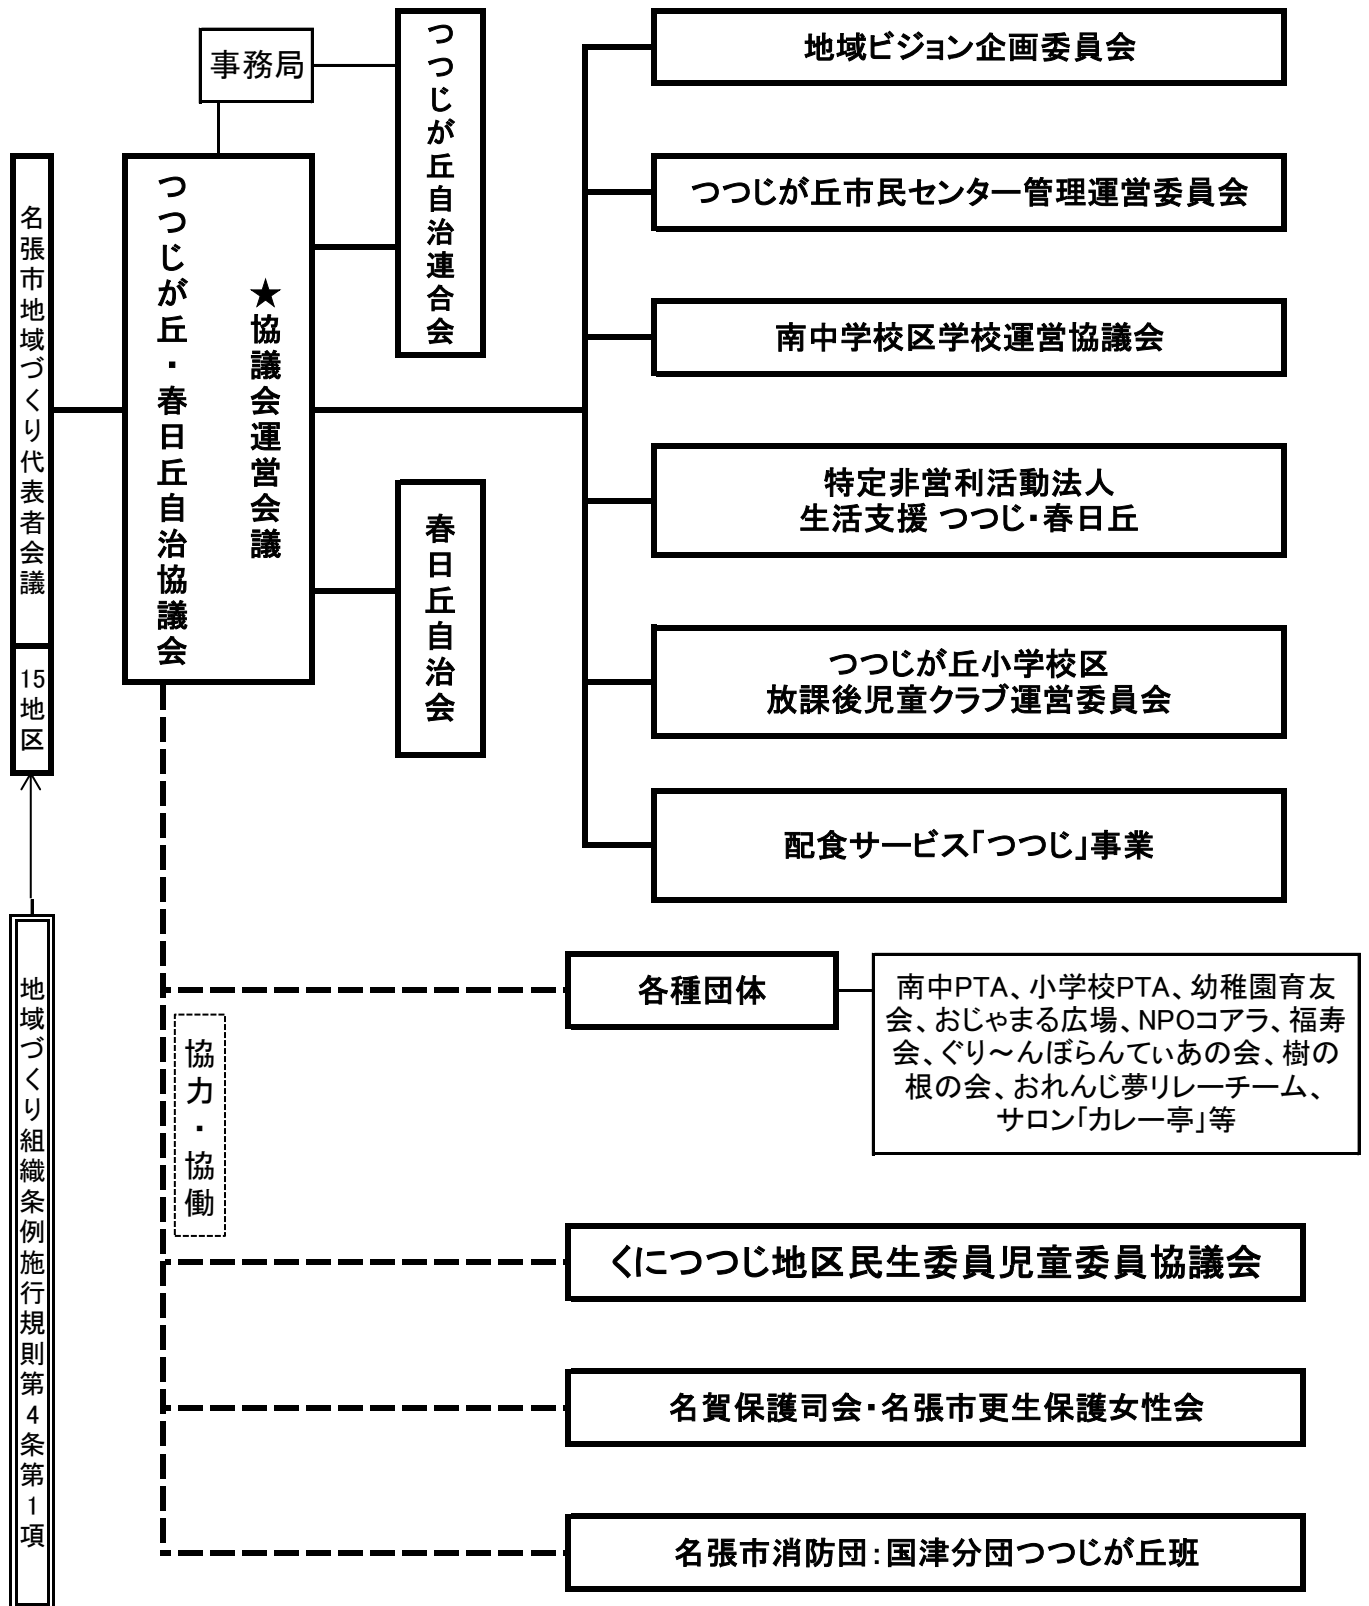 事務局
つつじが丘自治連合会
地域ビジョン企画委員会
名張市地域づくり代表者会議
15
地区
つつじが丘・春日丘自治協議会
★協議会運営会議
つつじが丘市民センター管理運営委員会
南中学校区学校運営協議会
春日丘自治会
特定非営利活動法人
生活支援 つつじ・春日丘
つつじが丘小学校区
放課後児童クラブ運営委員会
配食サービス「つつじ」事業
地域づくり組織条例施行規則第4条第1項
協力・協働
各種団体
南中PTA、小学校PTA、幼稚園育友
会、おじゃまる広場、NPOコアラ、福寿
会、ぐり～んぼらんてぃあの会、樹の
根の会、おれんじ夢リレーチーム、
サロン「カレー亭」等
くにつつじ地区民生委員児童委員協議会
名賀保護司会・名張市更生保護女性会
名張市消防団：国津分団つつじが丘班